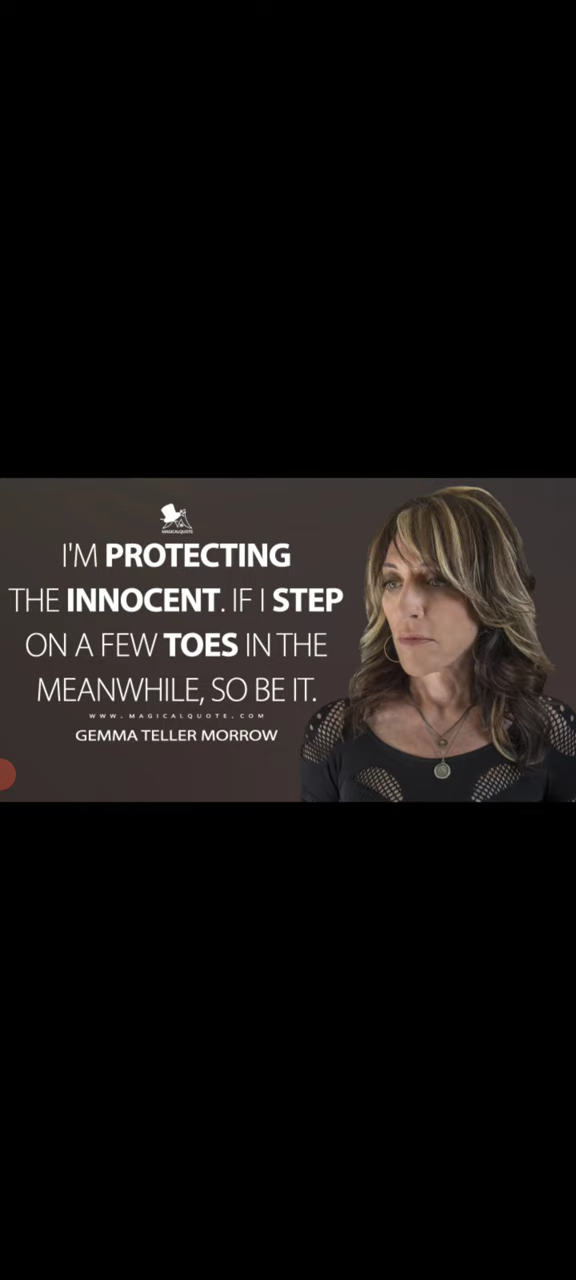 MAGICALQUOTE
I'M PROTECTING
THE INNOCENT. IF I STEP
ON A FEW TOES IN THE
MEANWHILE, SO BE IT.
WWW.MAGICALQUOTE.COM
GEMMA TELLER MORROW